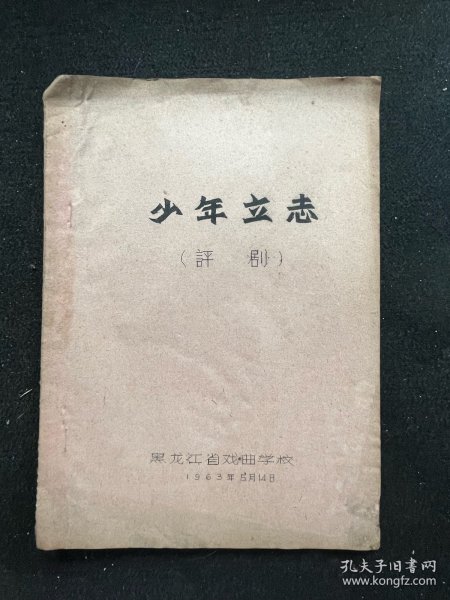 少年立志
（評 剧）
黑龙江省戏曲学校
1963年5月14日
孔夫子旧书网
www.kongfz.com